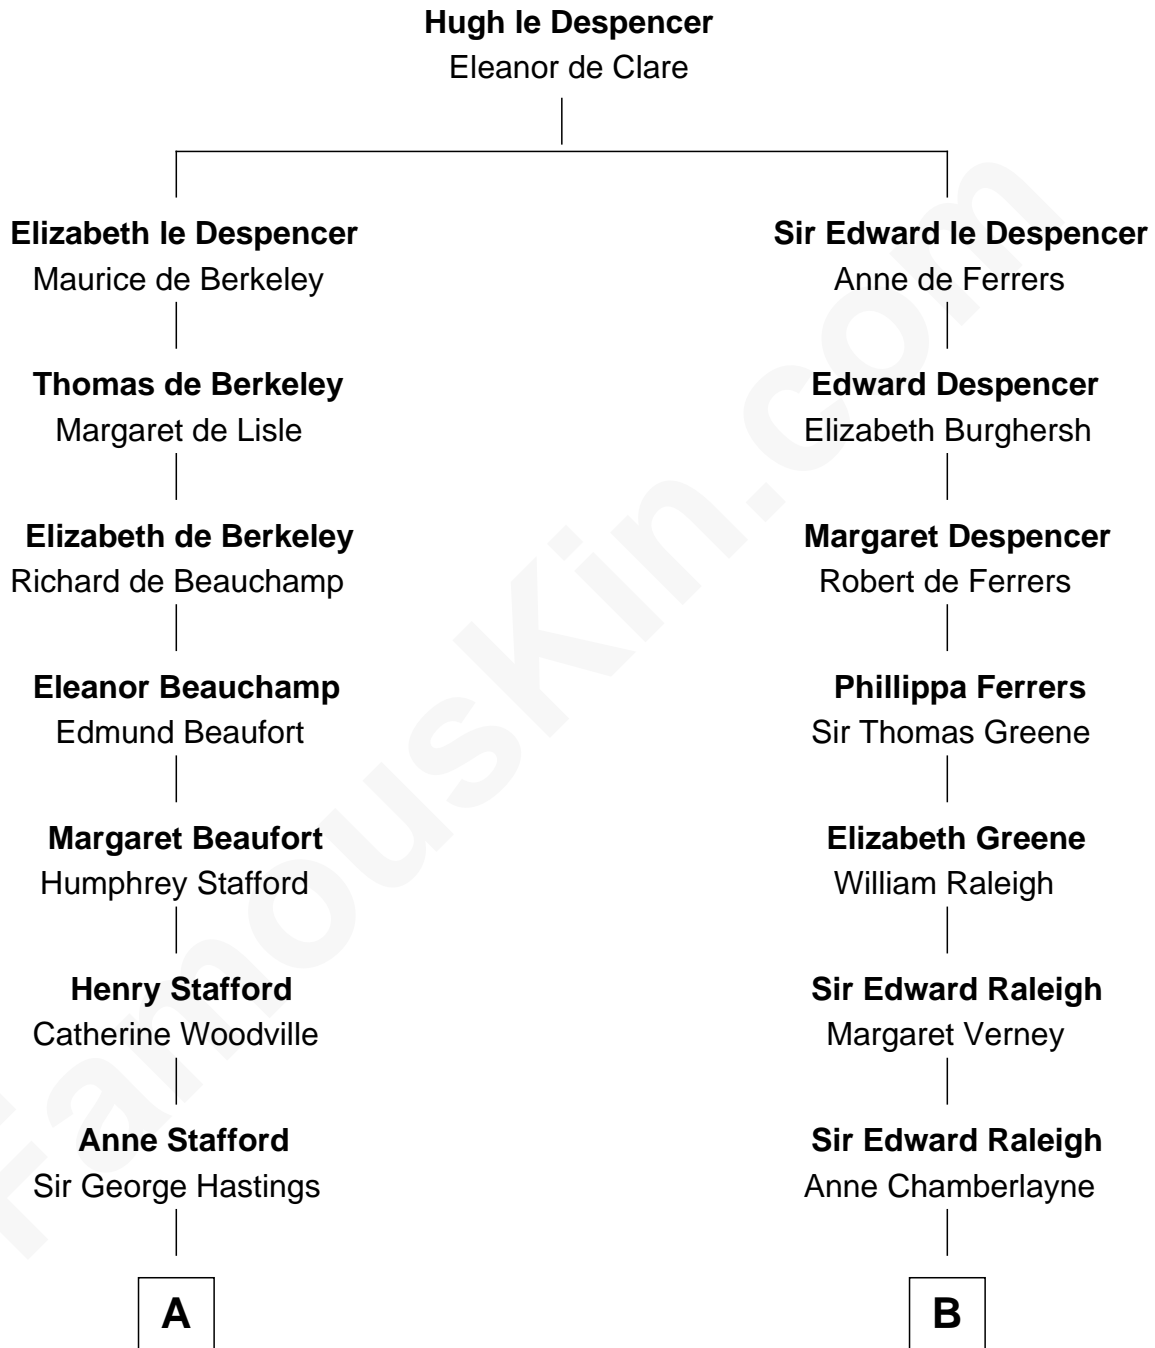 Hugh le Despencer
Eleanor de Clare
Elizabeth le Despencer
Maurice de Berkeley
Thomas de Berkeley
Margaret de Lisle
Elizabeth de Berkeley
Richard de Beauchamp
Eleanor Beauchamp
Edmund Beaufort
Margaret Beaufort
Humphrey Stafford
Henry Stafford
Catherine Woodville
Anne Stafford
Sir George Hastings
A
Sir Edward le Despencer
Anne de Ferrers
Edward Despencer
Elizabeth Burghersh
Margaret Despencer
Robert de Ferrers
Phillippa Ferrers
Sir Thomas Greene
Elizabeth Greene
William Raleigh
Sir Edward Raleigh
Margaret Verney
Sir Edward Raleigh
Anne Chamberlayne
B
FamousKin.com